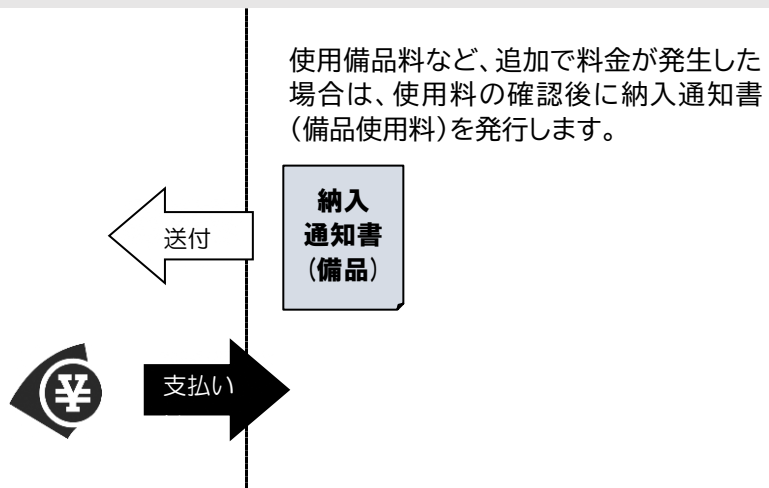 使用備品料など、追加で料金が発生した
場合は、使用料の確認後に納入通知書
（備品使用料）を発行します。
納入
通知書
（備品）
送付
¥
支払い